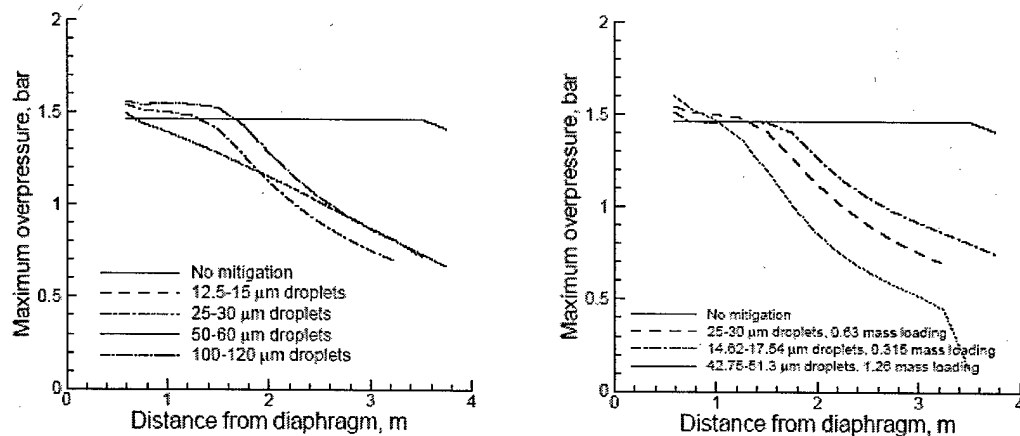 2
1.5
1
0.5
0
Maximum overpressure, bar
No mitigation
12.5-15 µm droplets
25-30 µm droplets
50-60 µm droplets
100-120 µm droplets
0 1 2 3 4
Distance from diaphragm, m
2
1.5
1
0.5
0
Maximum overpressure, bar
No mitigation
25-30 µm droplets, 0.63 mass loading
14.62-17.54 µm droplets, 0.315 mass loading
42.75-51.3 µm droplets, 1.26 mass loading
0 1 2 3 4
Distance from diaphragm, m